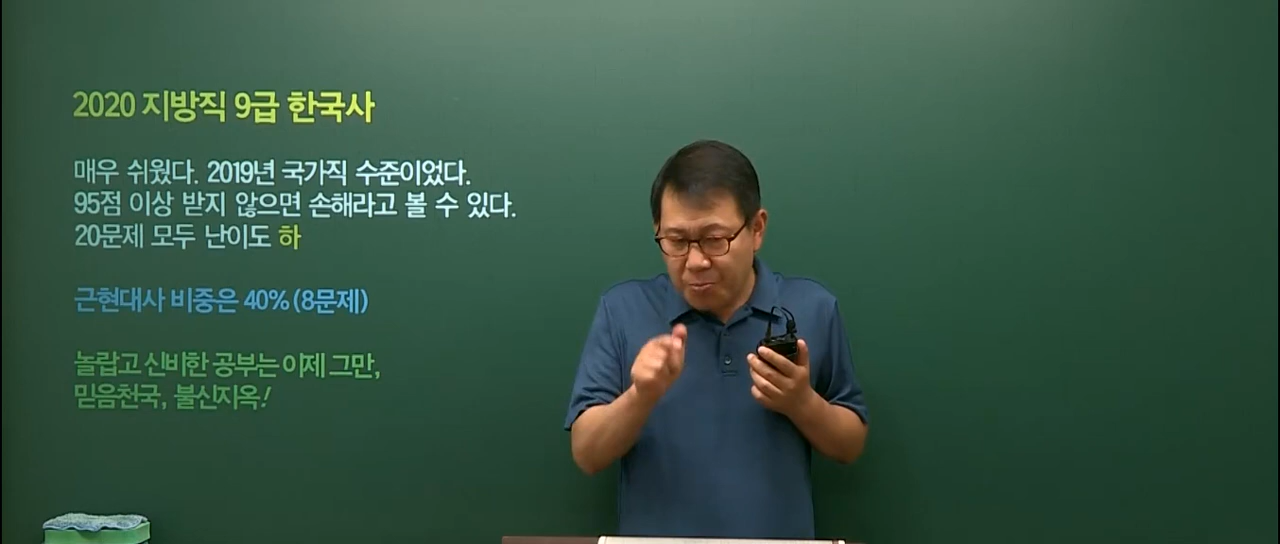 2020 지방직 9급 한국사
매우 쉬웠다. 2019년 국가직 수준이었다.
95점 이상 받지 않으면 손해라고 볼 수 있다.
20문제 모두 난이도 하
근현대사 비중은 40% (8문제)
놀랍고 신비한 공부는 이제 그만,
믿음천국, 불신지옥!